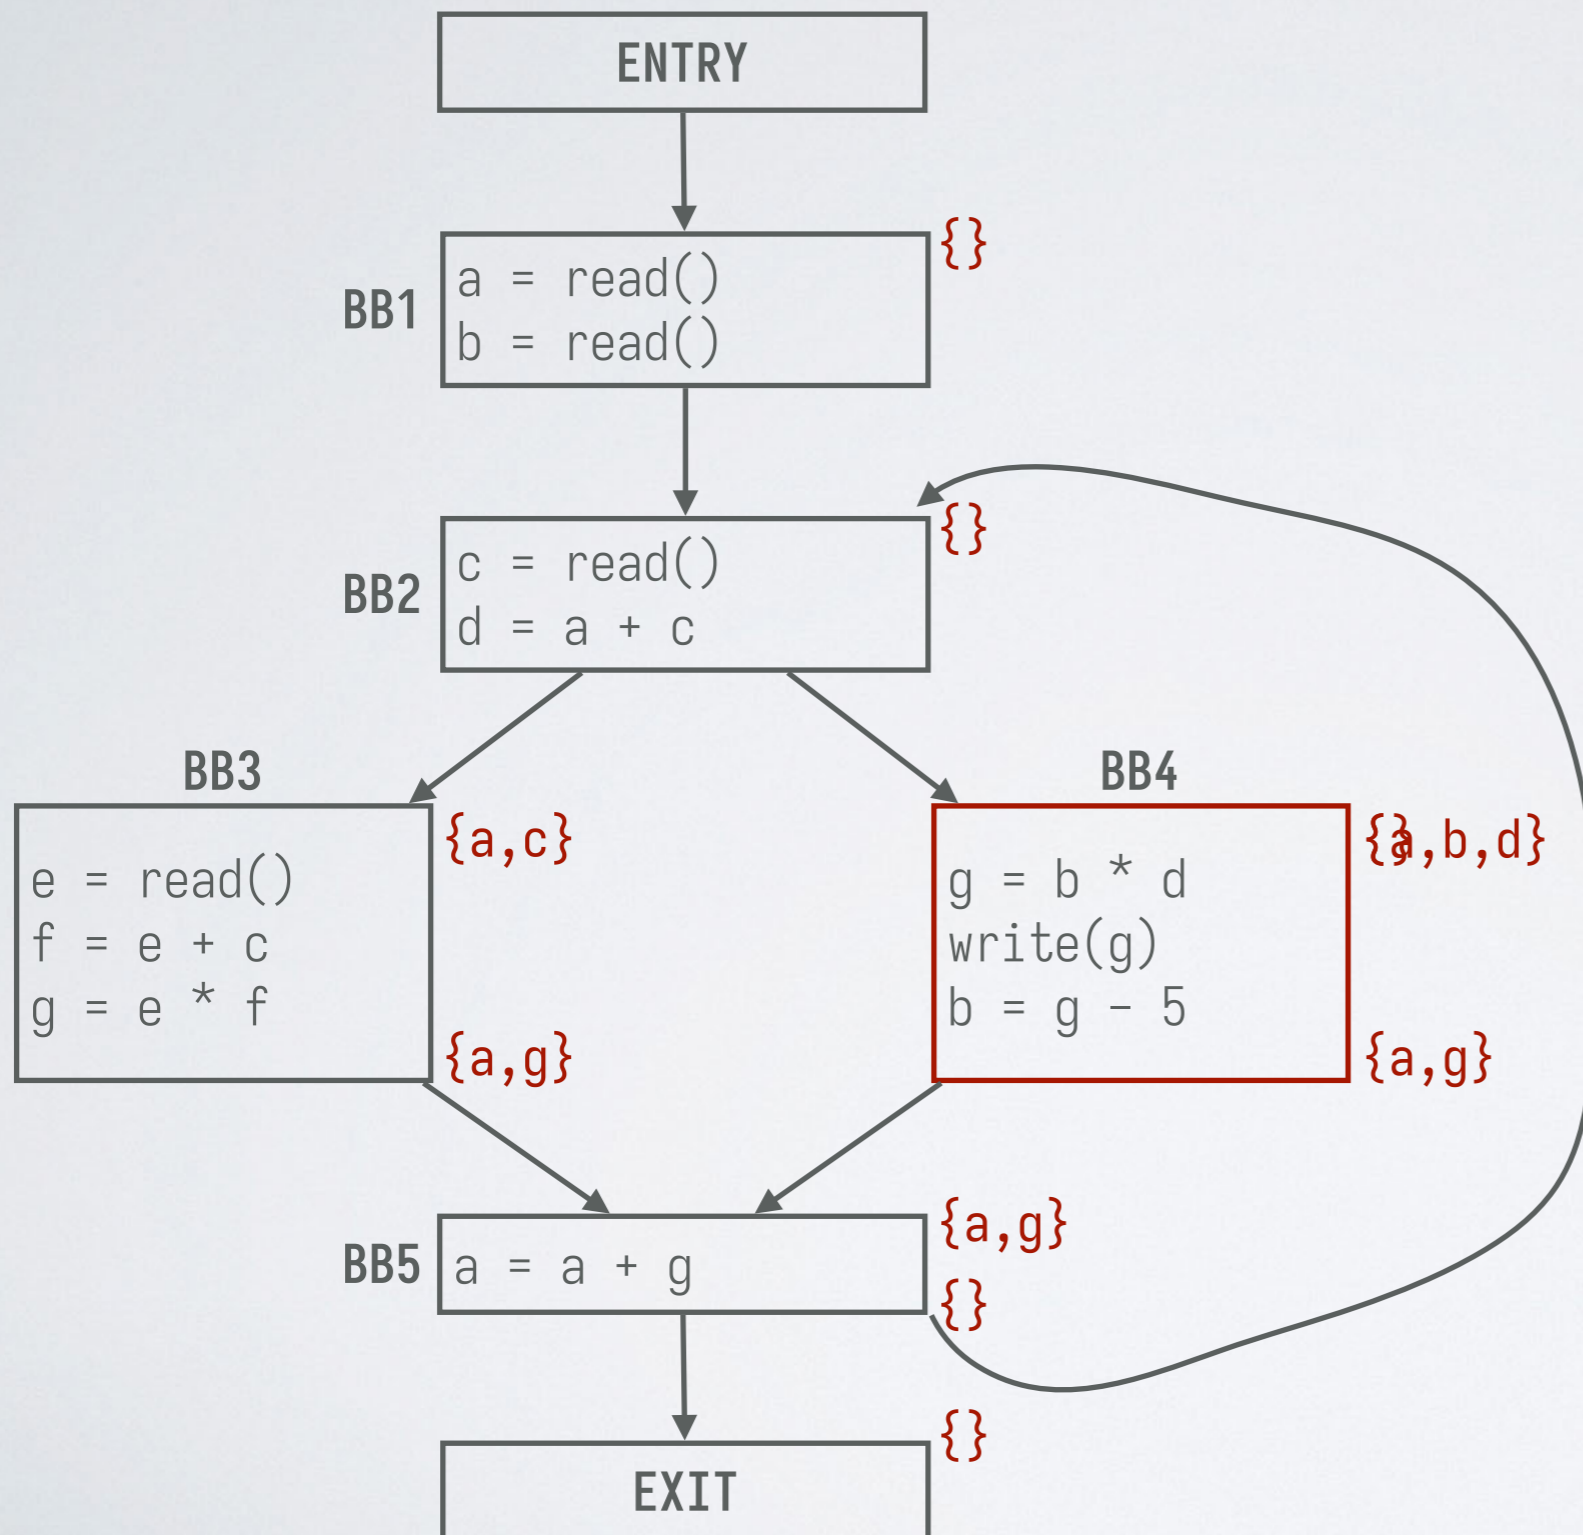 ENTRY
{}
BB1
a = read()
b = read()
{}
BB2
c = read()
d = a + c
BB3
{a,c}
e = read()
f = e + c
g = e * f
{a,g}
BB4
{}
{a,b,d}
g = b * d
write(g)
b = g - 5
{a,g}
{a,g}
BB5
a = a + g
{}
{}
EXIT